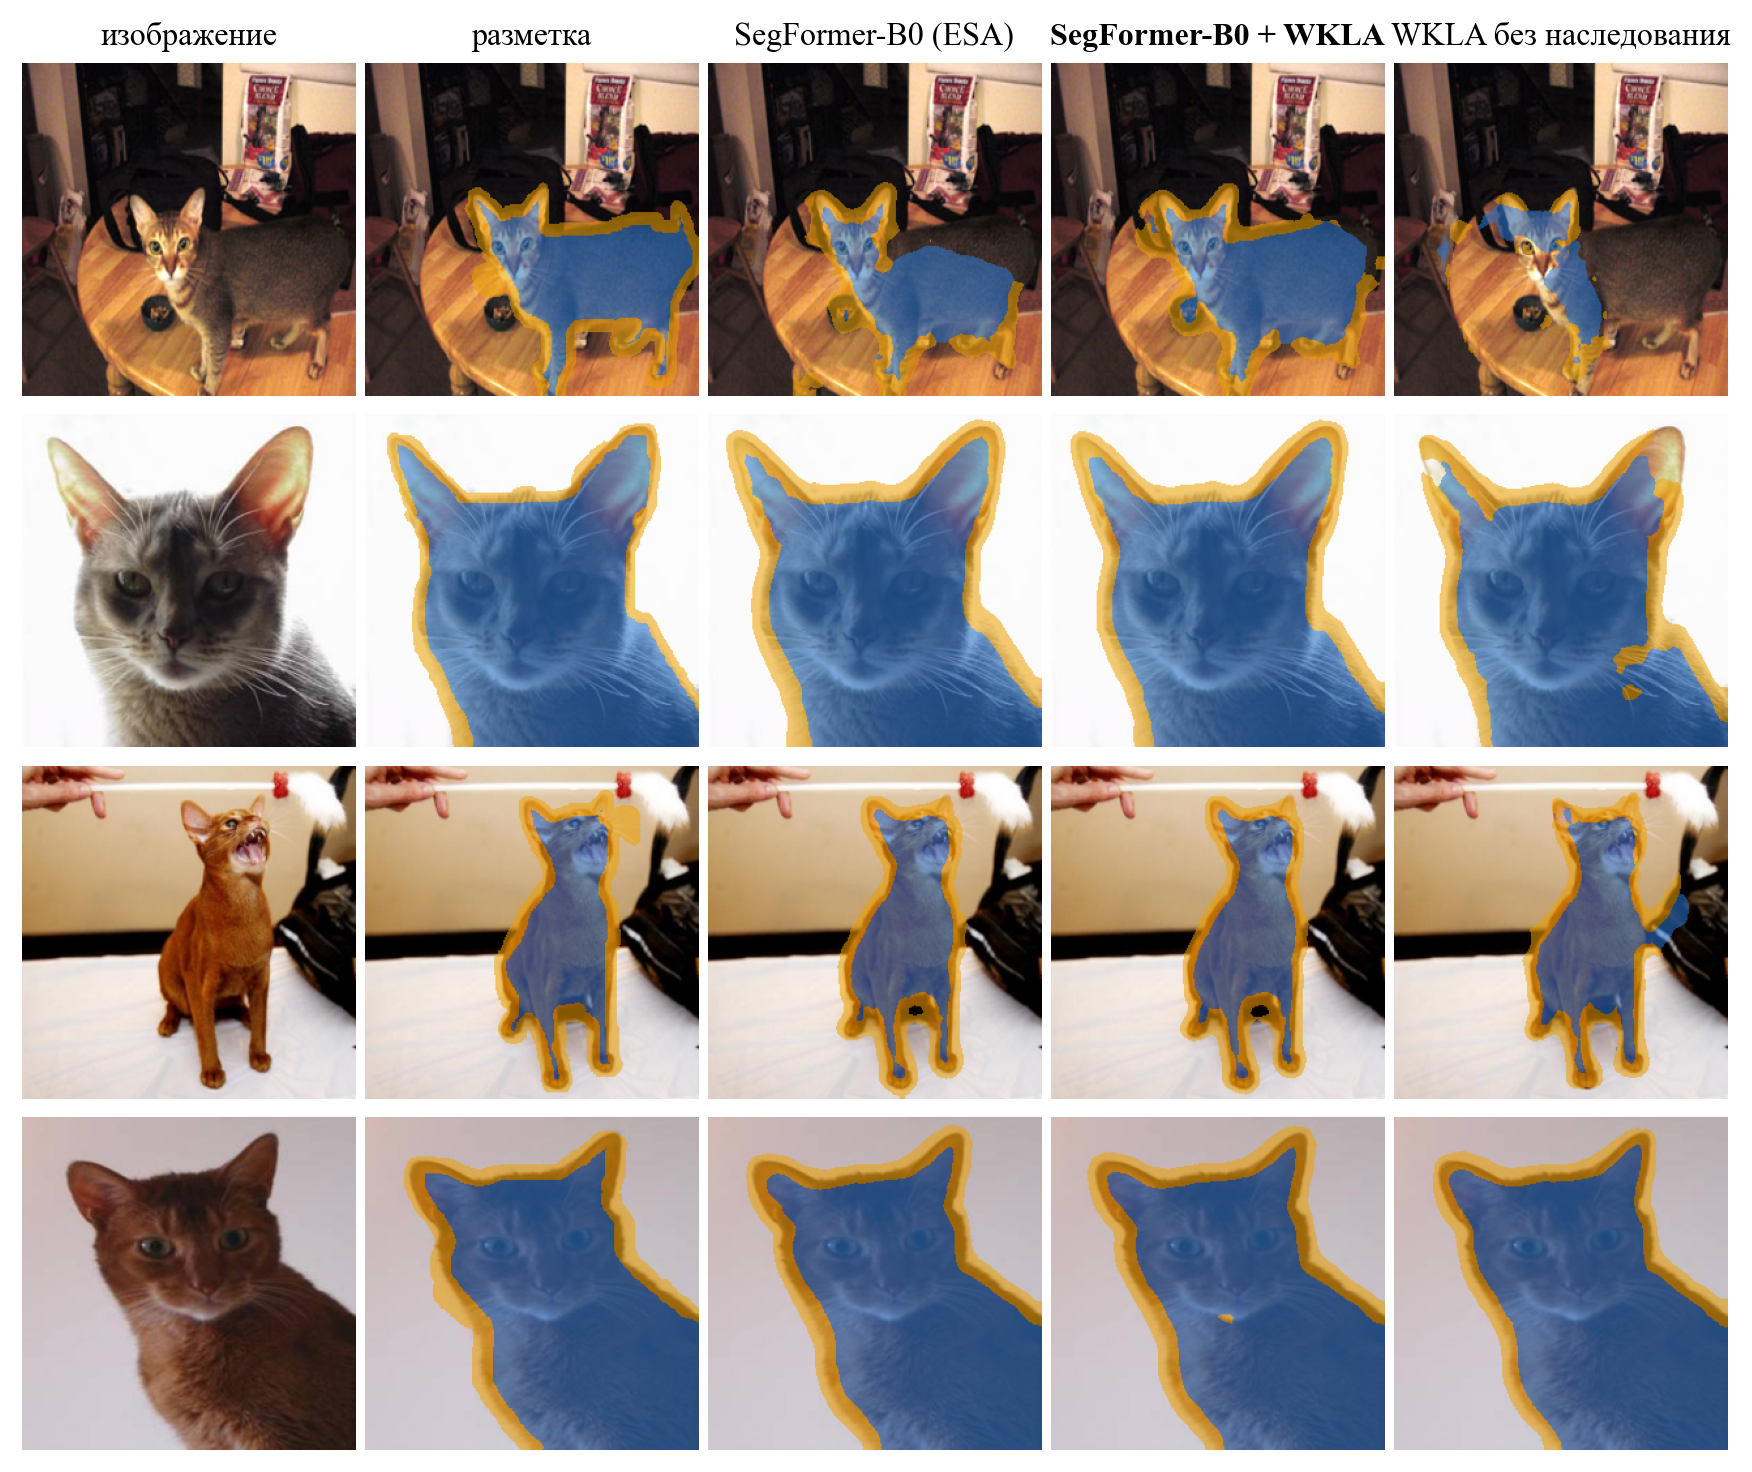 изображение
разметка
SegFormer-B0 (ESA)
SegFormer-B0 + WKLA
WKLA без наследования